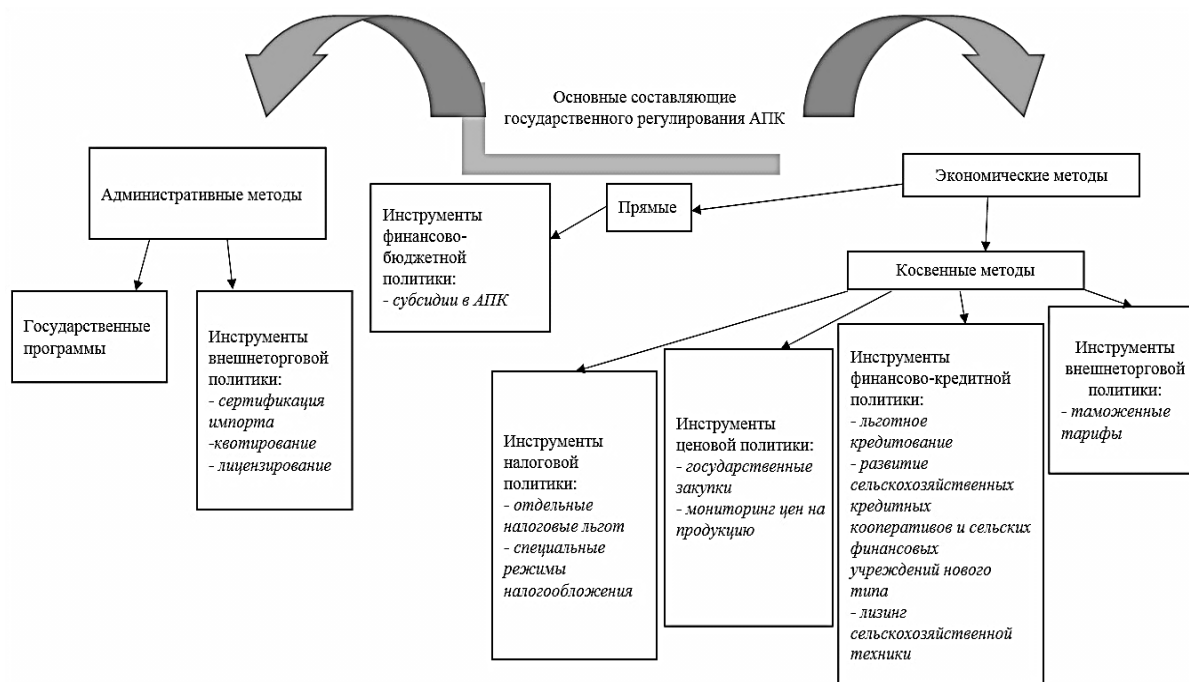 Основные составляющие
государственного регулирования АПК
Административные методы
Государственные
программы
Инструменты
внешнеторговой
политики:
- сертификация
импорта
-квотирование
- лицензирование
Экономические методы
Прямые
Инструменты
финансово-
бюджетной
политики:
- субсидии в АПК
Косвенные методы
Инструменты
налоговой
политики:
- отдельные
налоговые льгот
- специальные
режимы
налогообложения
Инструменты
ценовой политики:
- государственные
закупки
- мониторинг цен на
продукцию
Инструменты
финансово-кредитной
политики:
- льготное
кредитование
- развитие
сельскохозяйственных
кредитных
кооперативов и сельских
финансовых
учреждений нового
типа
- лизинг
сельскохозяйственной
техники
Инструменты
внешнеторговой
политики:
- таможенные
тарифы